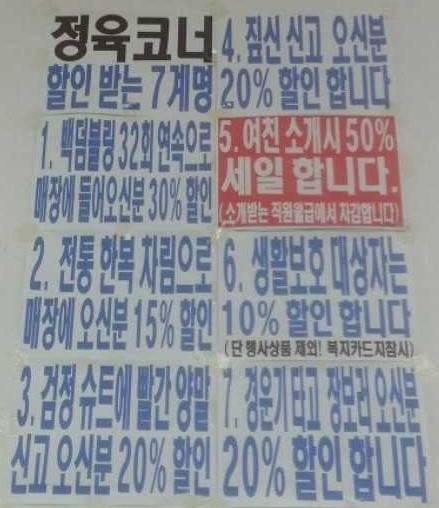 정육코너
할인 받는 7계명
1. 백덤블링 32회 연속으로
매장에 들어오신분 30% 할인
2. 전통 한복 차림으로
매장에 오신분 15% 할인
3. 검정 슈트에 빨간 양말
신고 오신분 20% 할인
4. 짚신 신고 오신분
20% 할인 합니다
5. 여친 소개시 50%
세일 합니다.
(소개받는 직원월급에서 차감합니다)
6. 생활보호 대상자는
10% 할인 합니다
(단 행사상품 제외! 복지카드지참시)
7. 경운기 타고 장보러 오신분
20% 할인 합니다